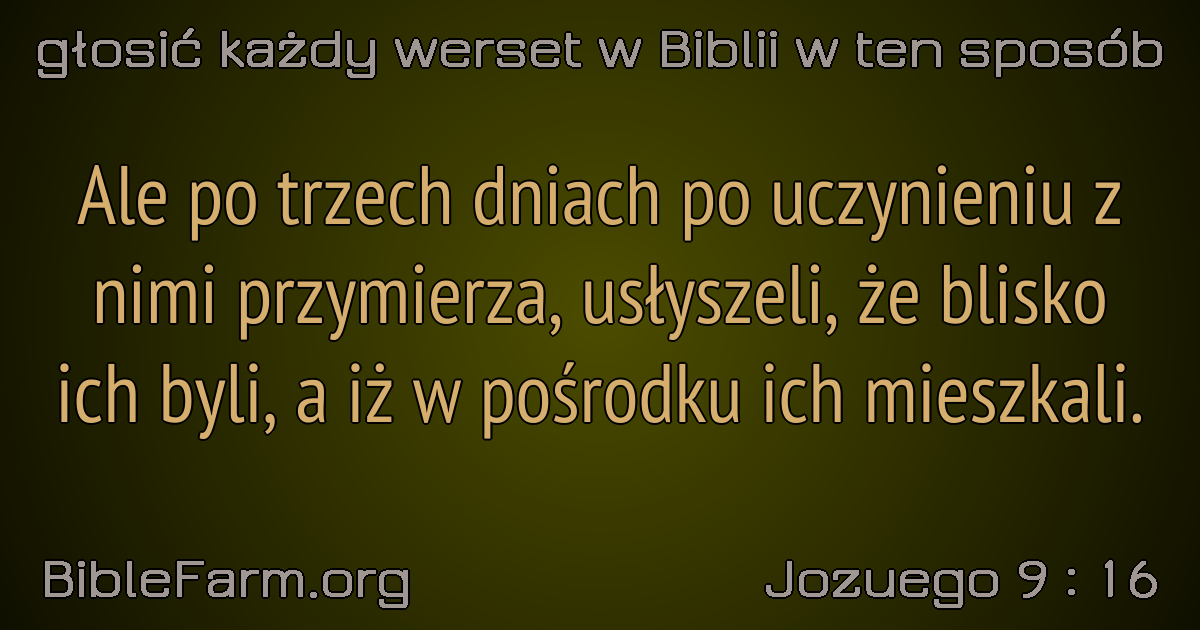 głosić każdy werset w Biblii w ten sposób
Ale po trzech dniach po uczynieniu z
nimi przymierza, usłyszeli, że blisko
ich byli, a iż w pośrodku ich mieszkali.
BibleFarm.org
Jozuego 9 : 16